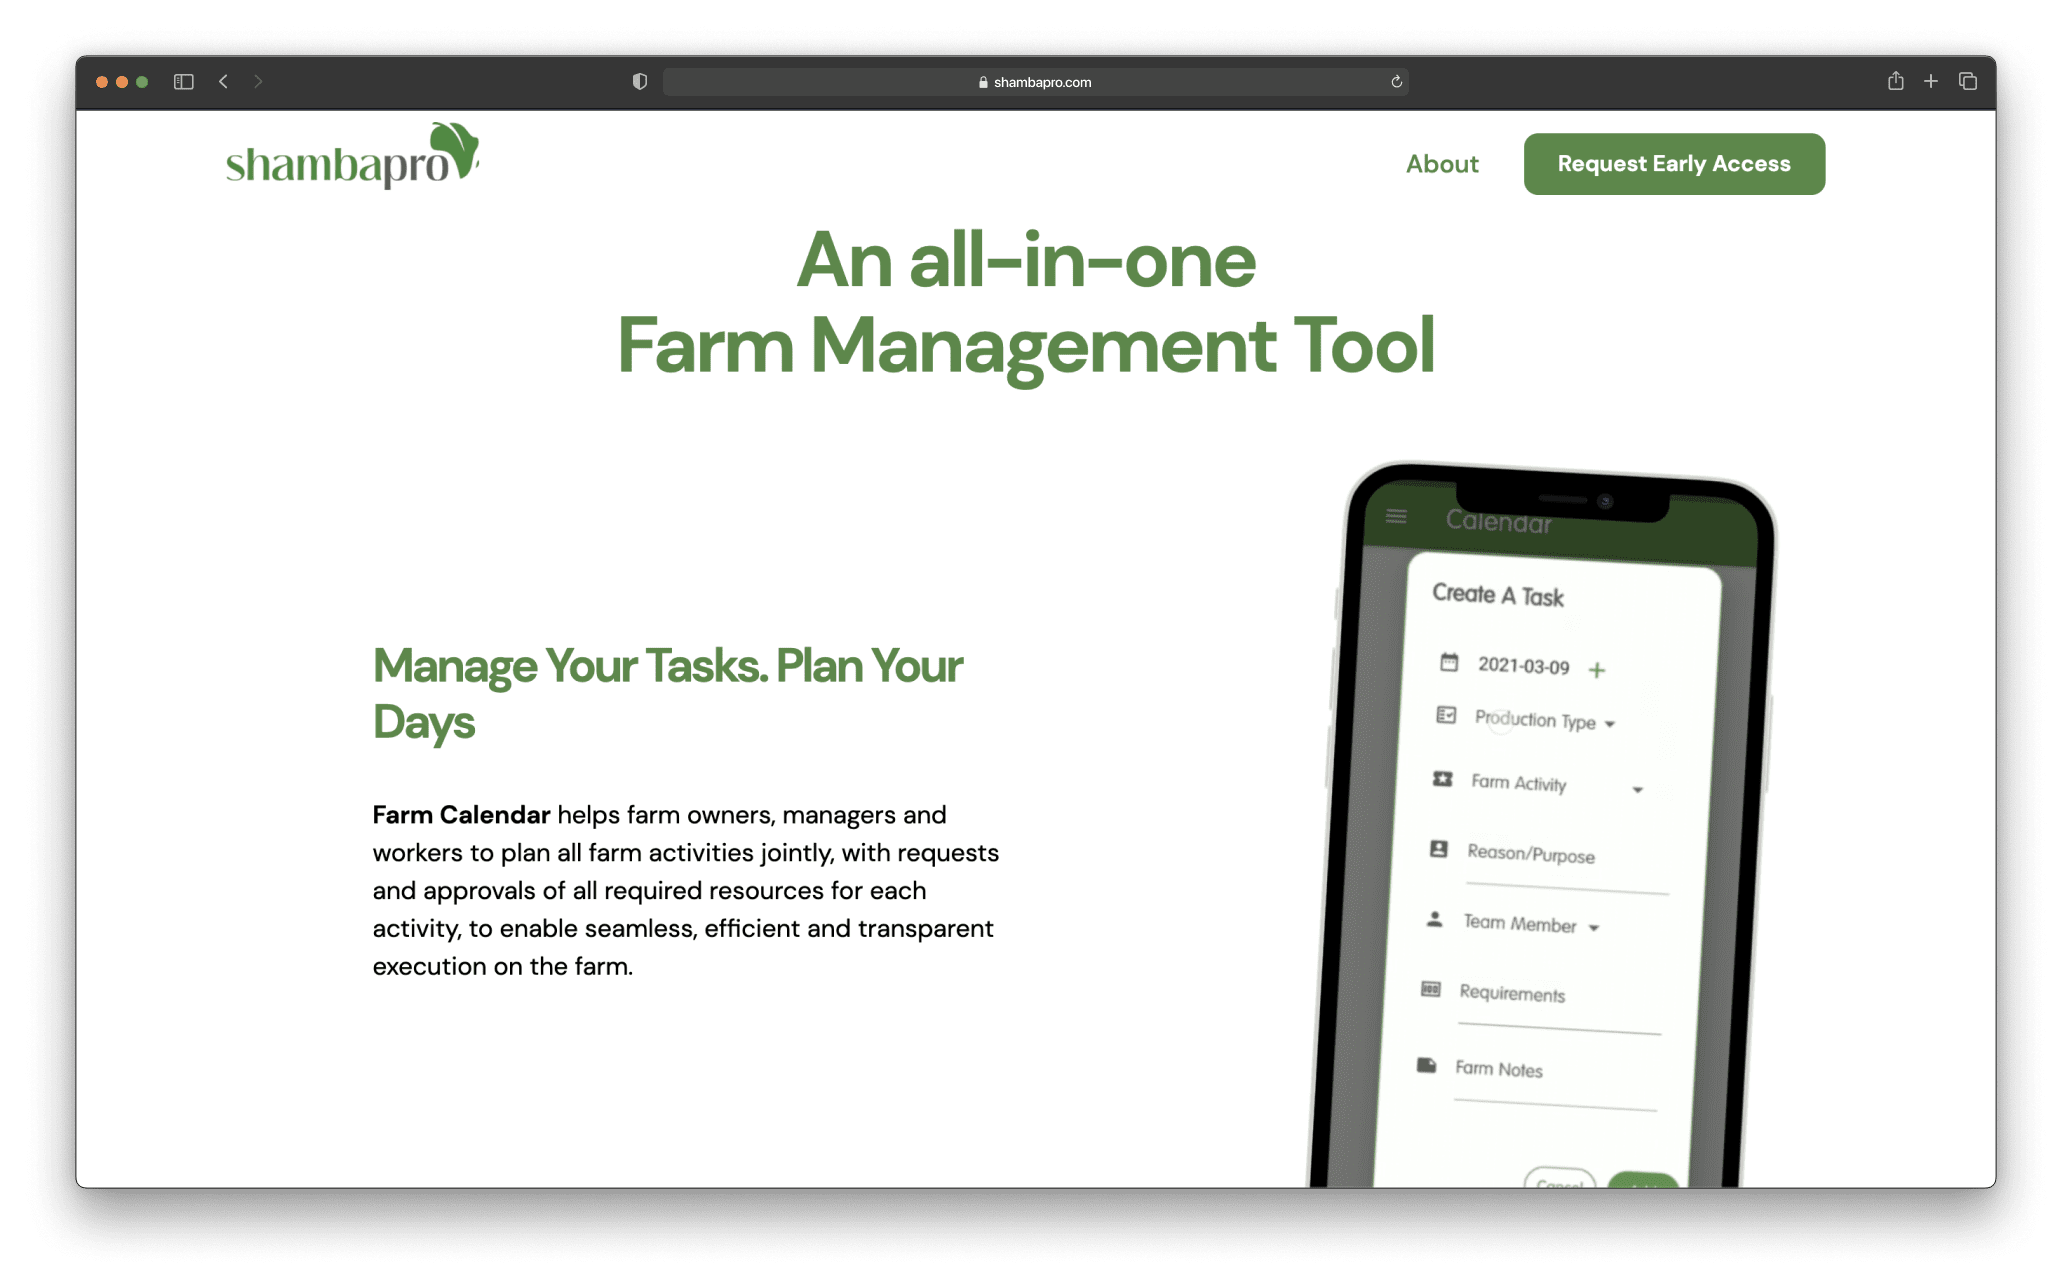 shambapro.com
shambapro
About
Request Early Access
An all-in-one
Farm Management Tool
Manage Your Tasks. Plan Your
Days
Farm Calendar helps farm owners, managers and
workers to plan all farm activities jointly, with requests
and approvals of all required resources for each
activity, to enable seamless, efficient and transparent
execution on the farm.
Calendar
Create A Task
2021-03-09 +
Production Type
Farm Activity
Reason/Purpose
Team Member
Requirements
Farm Notes
Cancel